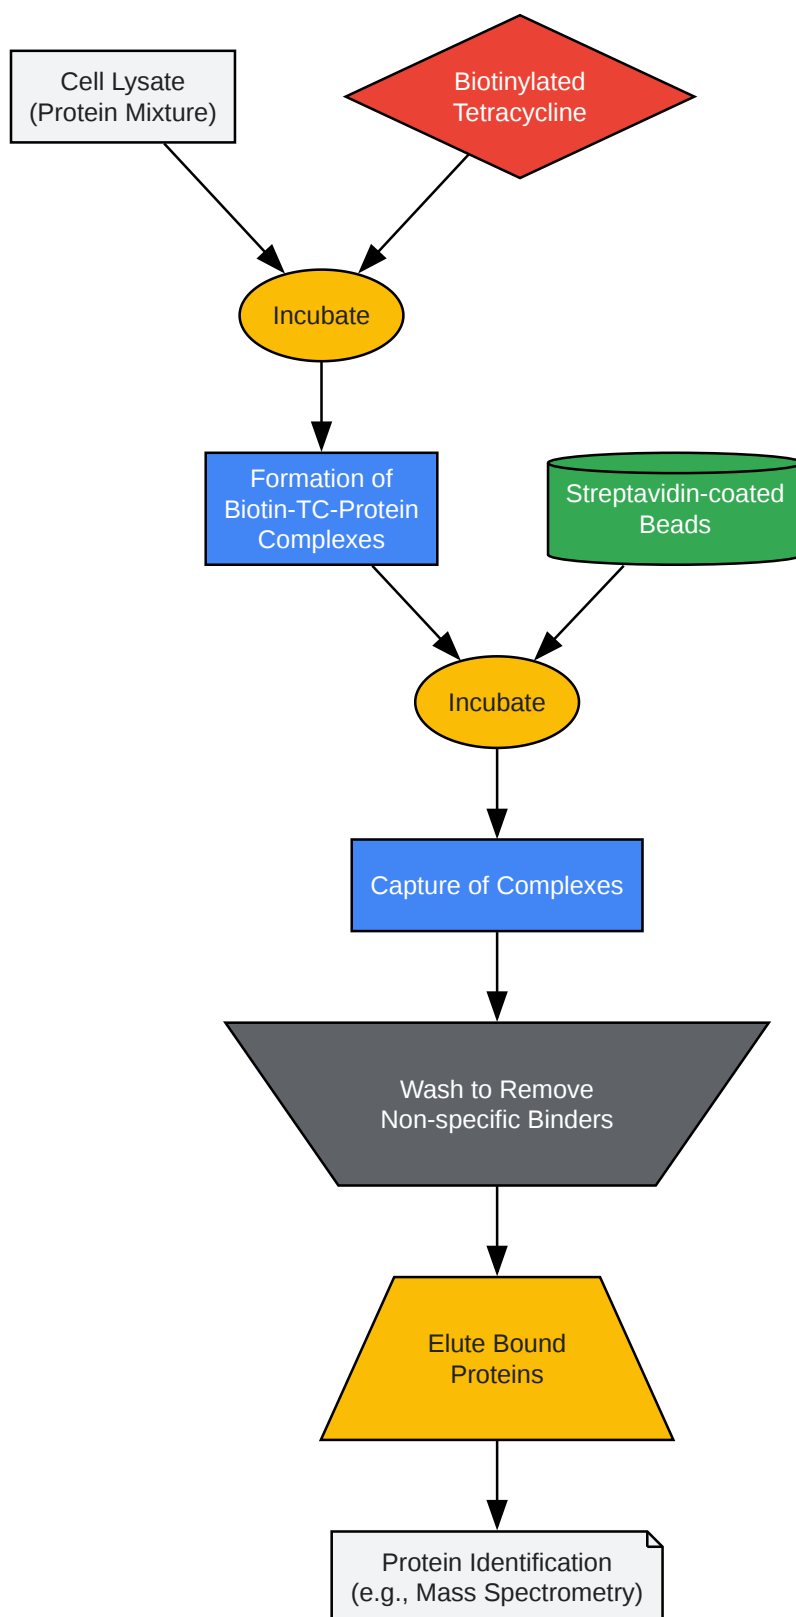 Cell Lysate
(Protein Mixture)
Biotinylated
Tetracycline
Incubate
Formation of
Biotin-TC-Protein
Complexes
Streptavidin-coated
Beads
Incubate
Capture of Complexes
Wash to Remove
Non-specific Binders
Elute Bound
Proteins
Protein Identification
(e.g., Mass Spectrometry)